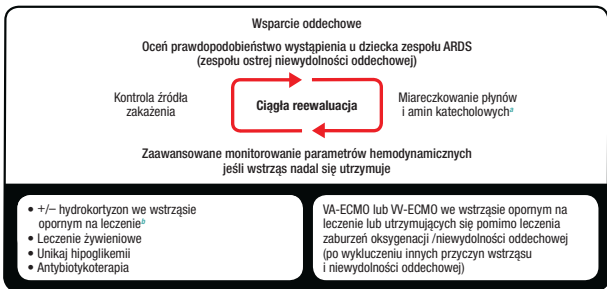 Wsparcie oddechowe
Oceń prawdopodobieństwo wystąpienia u dziecka zespołu ARDS
(zespołu ostrej niewydolności oddechowej)
Kontrola źródła
zakażenia
Ciągła reewaluacja
Miareczkowanie płynów
i amin katecholowych^a
Zaawansowane monitorowanie parametrów hemodynamicznych
jeśli wstrząs nadal się utrzymuje
• +/– hydrokortyzon we wstrząsie
opornym na leczenie^b
• Leczenie żywieniowe
• Unikaj hipoglikemii
• Antybiotykoterapia
VA-ECMO lub VV-ECMO we wstrząsie opornym na
leczenie lub utrzymujących się pomimo leczenia
zaburzeń oksygenacji /niewydolności oddechowej
(po wykluczeniu innych przyczyn wstrząsu
i niewydolności oddechowej)